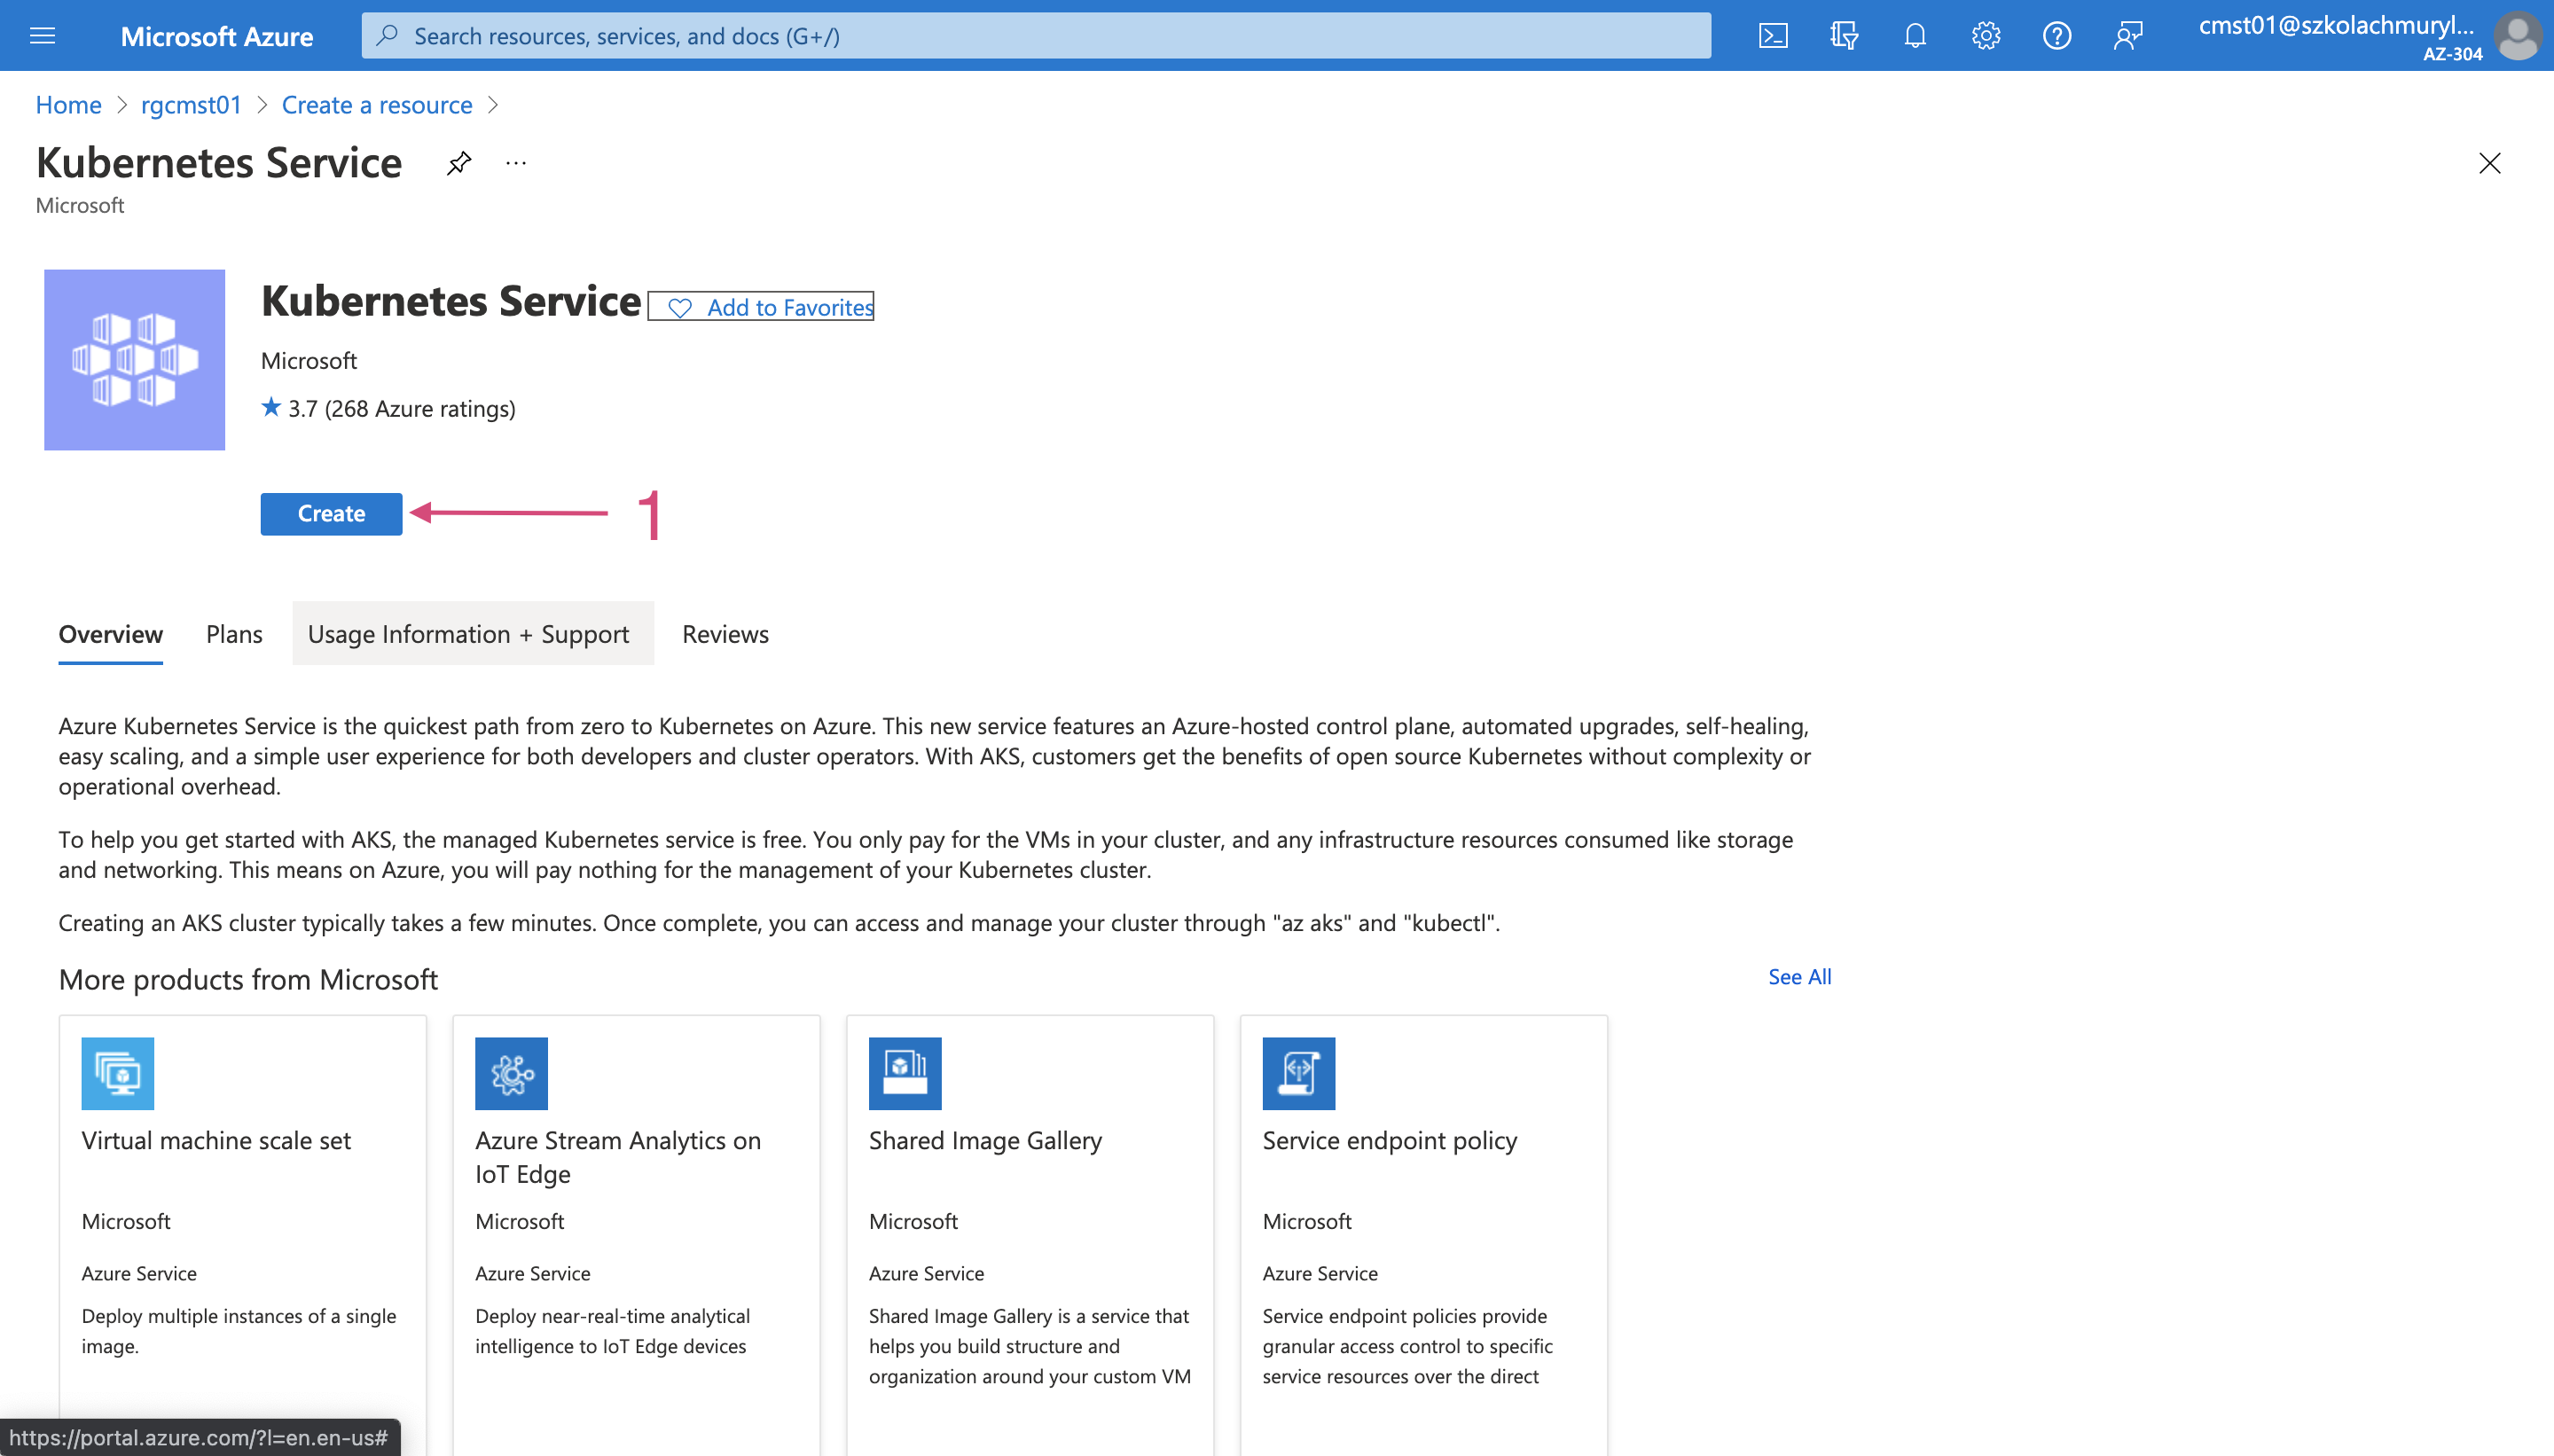 Microsoft Azure
Search resources, services, and docs (G+/)
cmst01@szkolachmuryl...
AZ-304
Home > rgcmst01 > Create a resource >
Kubernetes Service
...
Microsoft
Kubernetes Service
Add to Favorites
Microsoft
3.7 (268 Azure ratings)
Create
1
Overview
Plans
Usage Information + Support
Reviews
Azure Kubernetes Service is the quickest path from zero to Kubernetes on Azure. This new service features an Azure-hosted control plane, automated upgrades, self-healing,
easy scaling, and a simple user experience for both developers and cluster operators. With AKS, customers get the benefits of open source Kubernetes without complexity or
operational overhead.
To help you get started with AKS, the managed Kubernetes service is free. You only pay for the VMs in your cluster, and any infrastructure resources consumed like storage
and networking. This means on Azure, you will pay nothing for the management of your Kubernetes cluster.
Creating an AKS cluster typically takes a few minutes. Once complete, you can access and manage your cluster through "az aks" and "kubectl".
More products from Microsoft
See All
Virtual machine scale set
Microsoft
Azure Service
Deploy multiple instances of a single
image.
Azure Stream Analytics on
IoT Edge
Microsoft
Azure Service
Deploy near-real-time analytical
intelligence to IoT Edge devices
Shared Image Gallery
Microsoft
Azure Service
Shared Image Gallery is a service that
helps you build structure and
organization around your custom VM
Service endpoint policy
Microsoft
Azure Service
Service endpoint policies provide
granular access control to specific
service resources over the direct
https://portal.azure.com/?l=en.en-us#